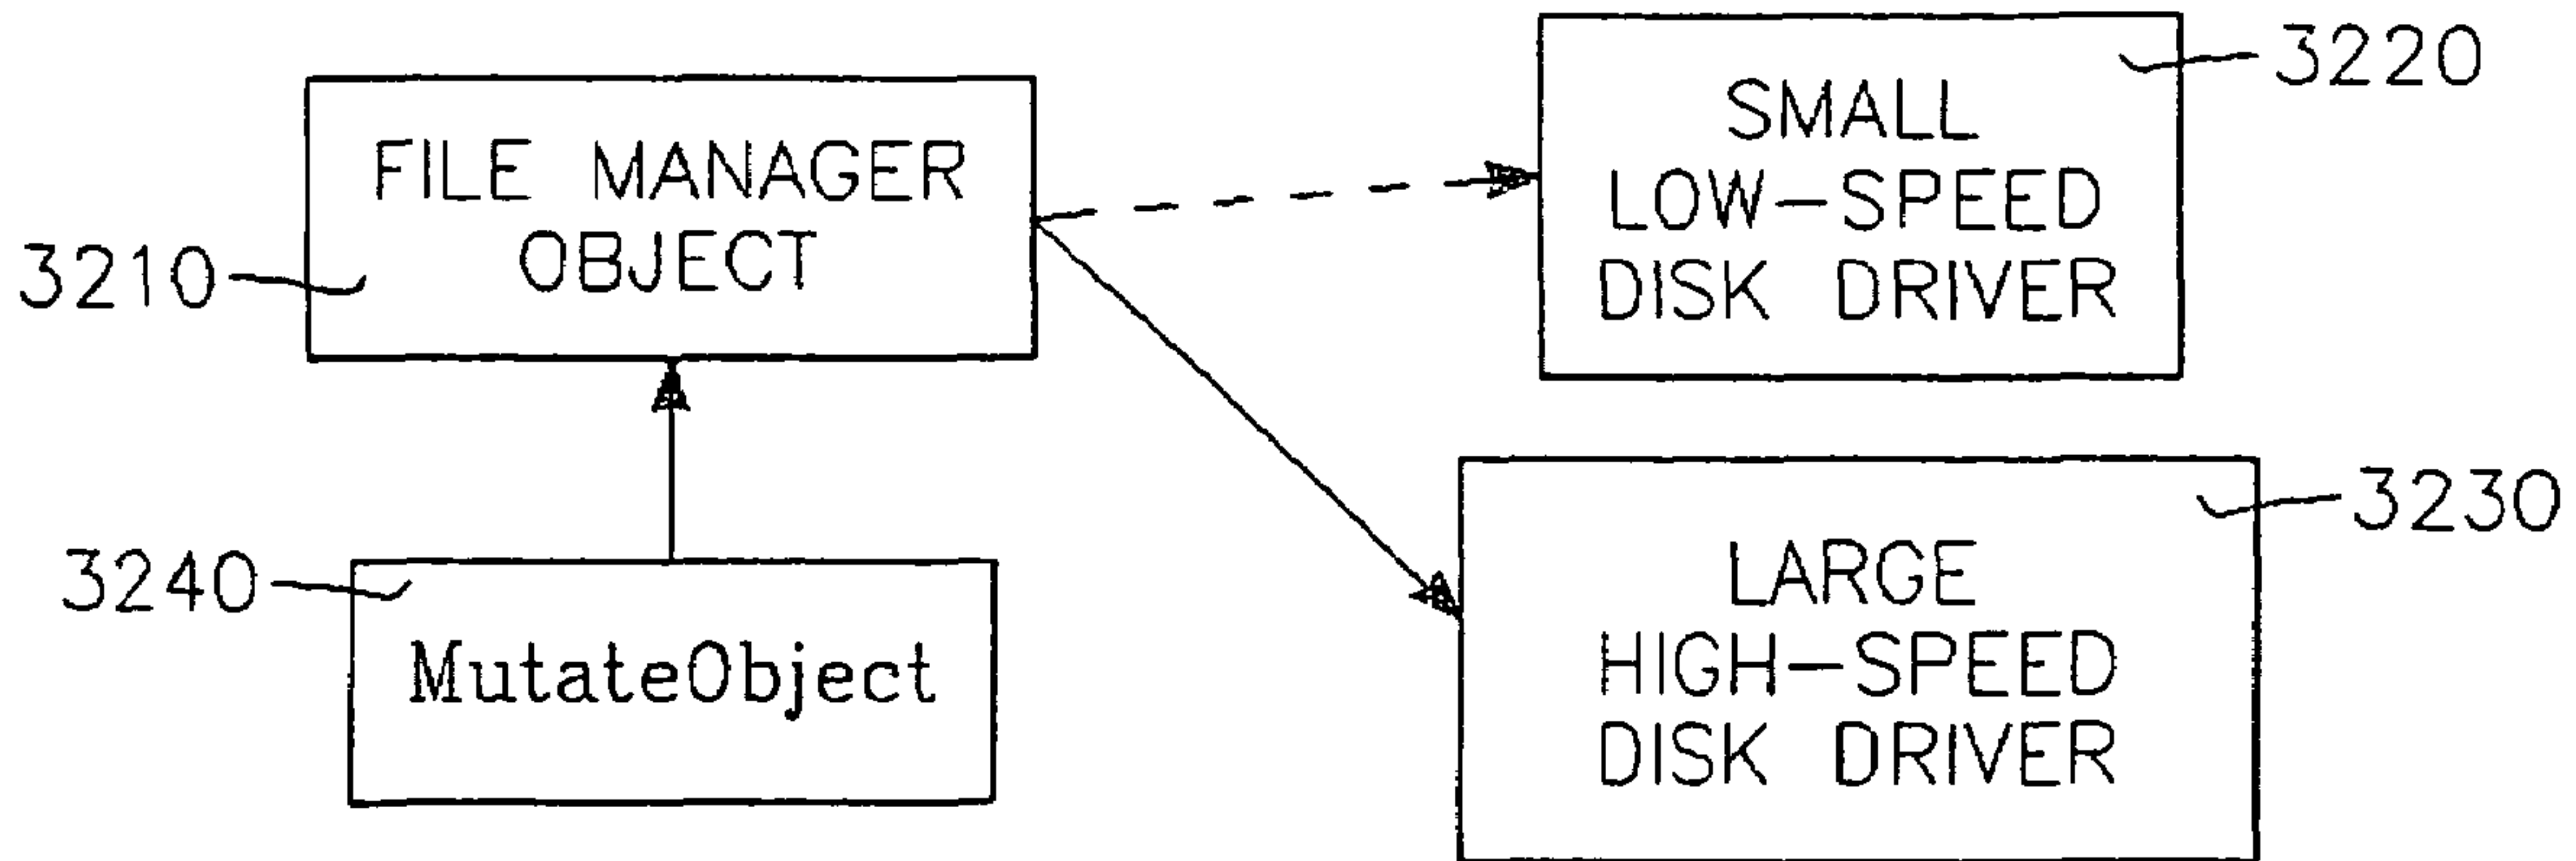 3210
FILE MANAGER
OBJECT
SMALL
LOW-SPEED
DISK DRIVER
3220
3240
MutateObject
LARGE
HIGH-SPEED
DISK DRIVER
3230